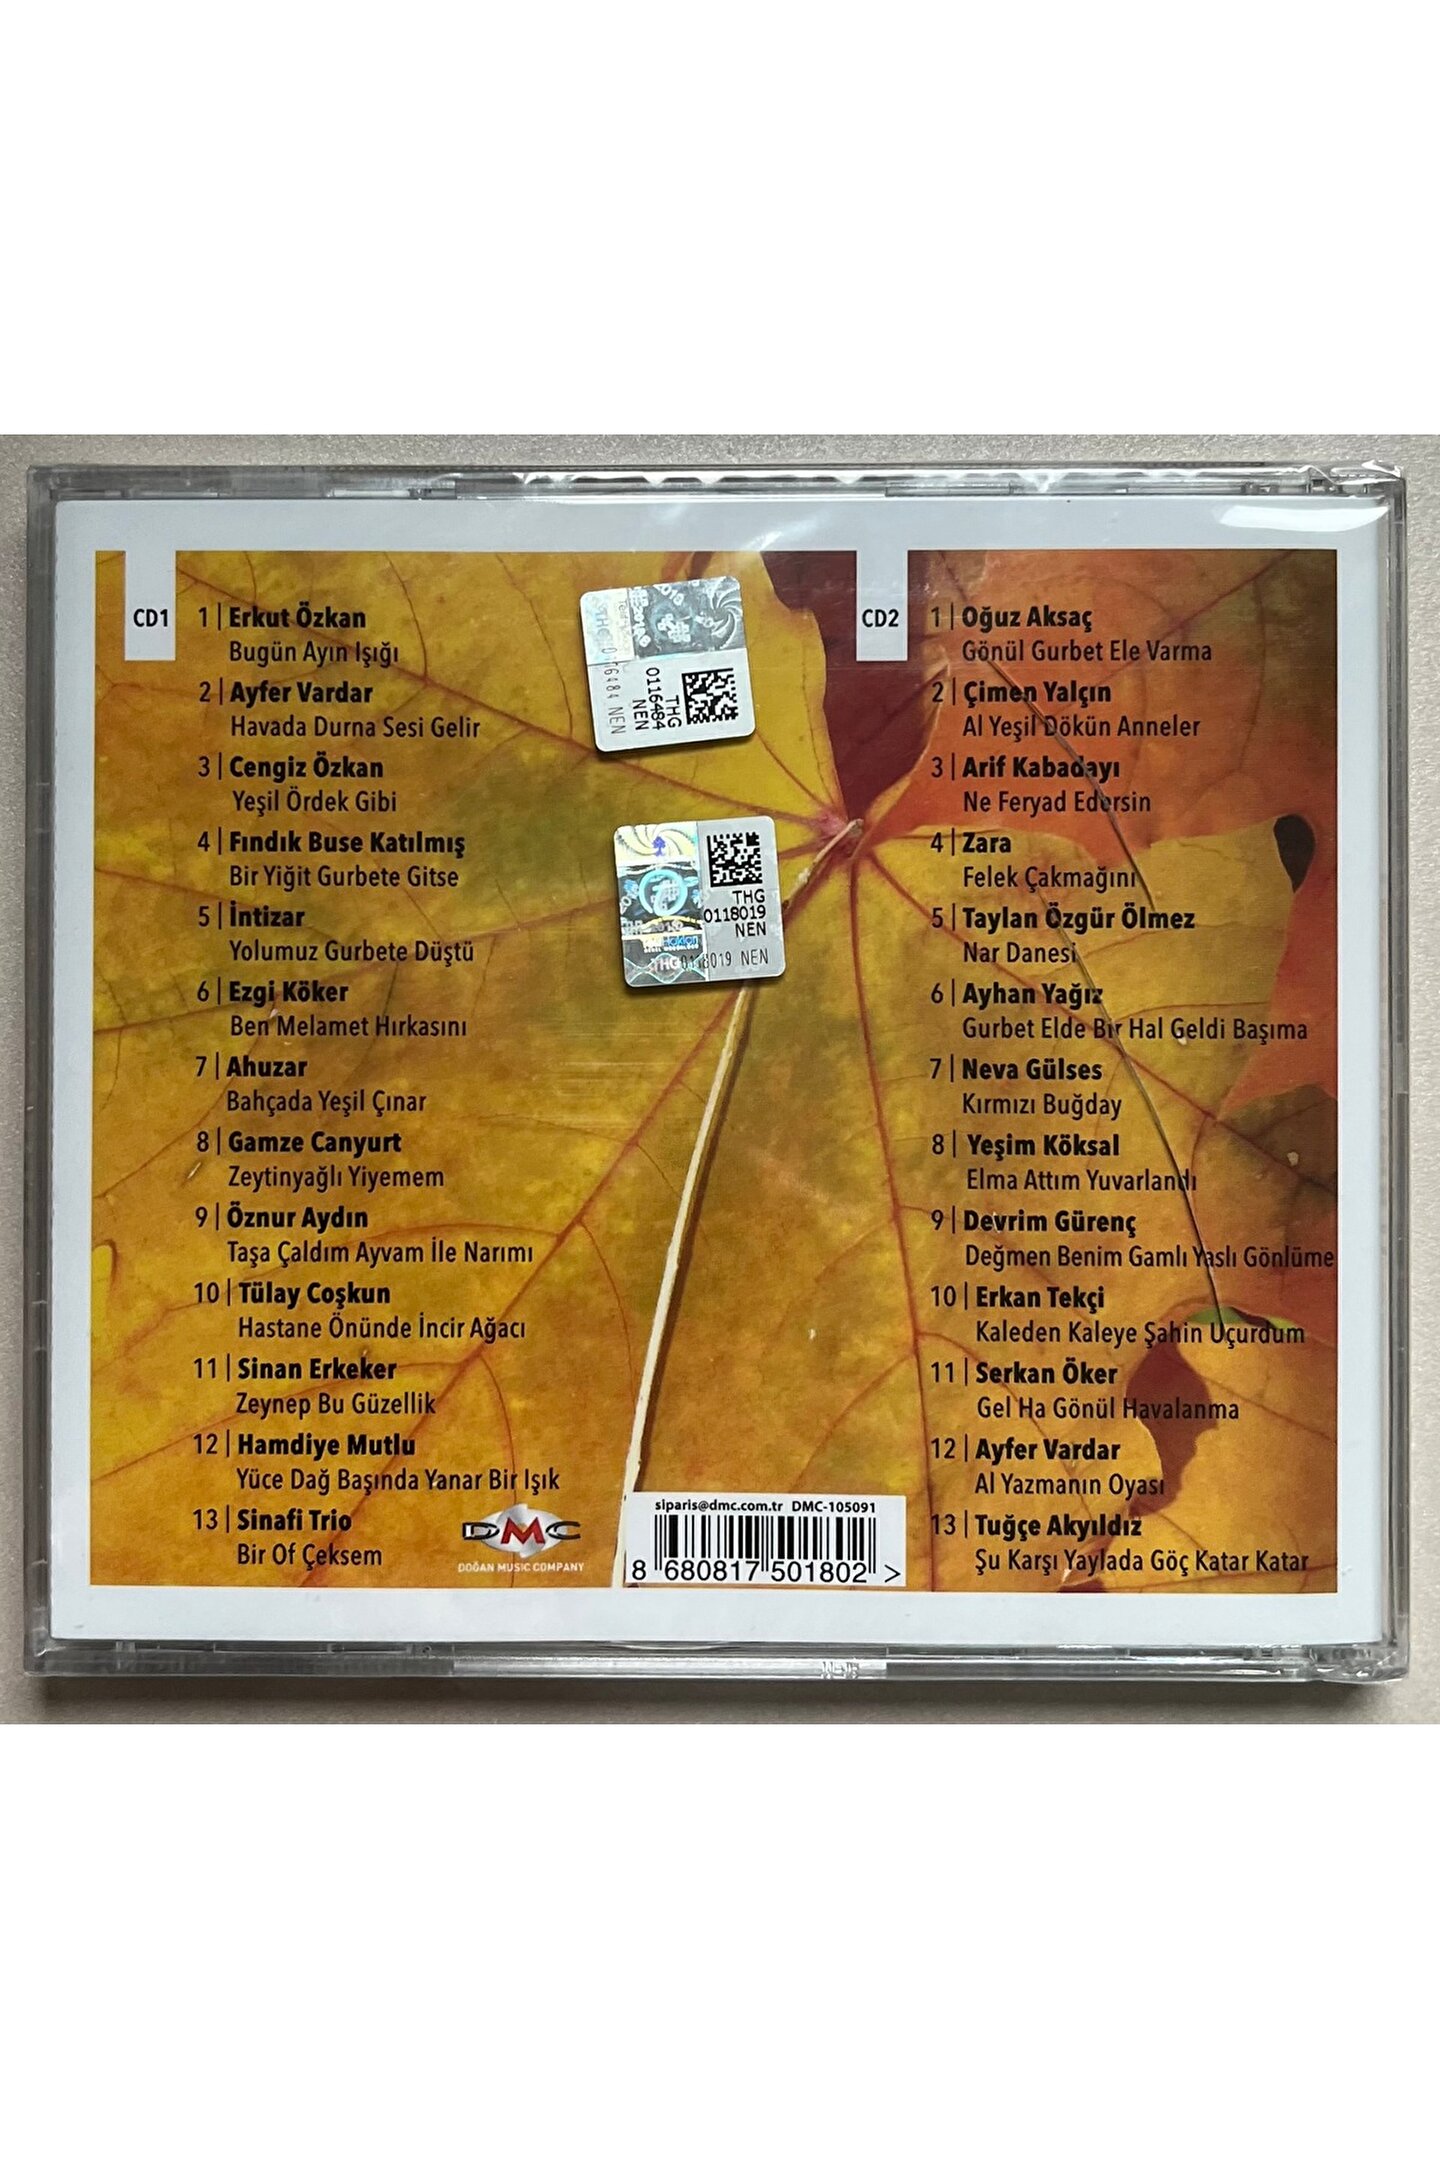 CD1
1 | Erkut Özkan
Bugün Ayın Işığı
2 | Ayfer Vardar
Havada Durna Sesi Gelir
3 | Cengiz Özkan
Yeşil Ördek Gibi
4 | Fındık Buse Katılmış
Bir Yiğit Gurbete Gitse
5 | İntizar
Yolumuz Gurbete Düştü
6 | Ezgi Köker
Ben Melamet Hırkasını
7 | Ahuzar
Bahçada Yeşil Çınar
8 | Gamze Canyurt
Zeytinyağlı Yiyemem
9 | Öznur Aydın
Taşa Çaldım Ayvam İle Narımı
10 | Tülay Coşkun
Hastane Önünde İncir Ağacı
11 | Sinan Erkeker
Zeynep Bu Güzellik
12 | Hamdiye Mutlu
Yüce Dağ Başında Yanar Bir Işık
13 | Sinafi Trio
Bir Of Çeksem
DMC
DOĞAN MUSIC COMPANY
THG
0116484
NEN
6484 NEN
THG
0118019
NEN
THG 0118019 NEN
siparis@dmc.com.tr DMC-105091
8 680817 501802 >
CD2
1 | Oğuz Aksaç
Gönül Gurbet Ele Varma
2 | Çimen Yalçın
Al Yeşil Dökün Anneler
3 | Arif Kabadayı
Ne Feryad Edersin
4 | Zara
Felek Çakmağını
5 | Taylan Özgür Ölmez
Nar Danesi
6 | Ayhan Yağız
Gurbet Elde Bir Hal Geldi Başıma
7 | Neva Gülses
Kırmızı Buğday
8 | Yeşim Köksal
Elma Attım Yuvarlandı
9 | Devrim Gürenç
Değmen Benim Gamlı Yaslı Gönlüme
10 | Erkan Tekçi
Kaleden Kaleye Şahin Uçurdum
11 | Serkan Öker
Gel Ha Gönül Havalanma
12 | Ayfer Vardar
Al Yazmanın Oyası
13 | Tuğçe Akyıldız
Şu Karşı Yaylada Göç Katar Katar